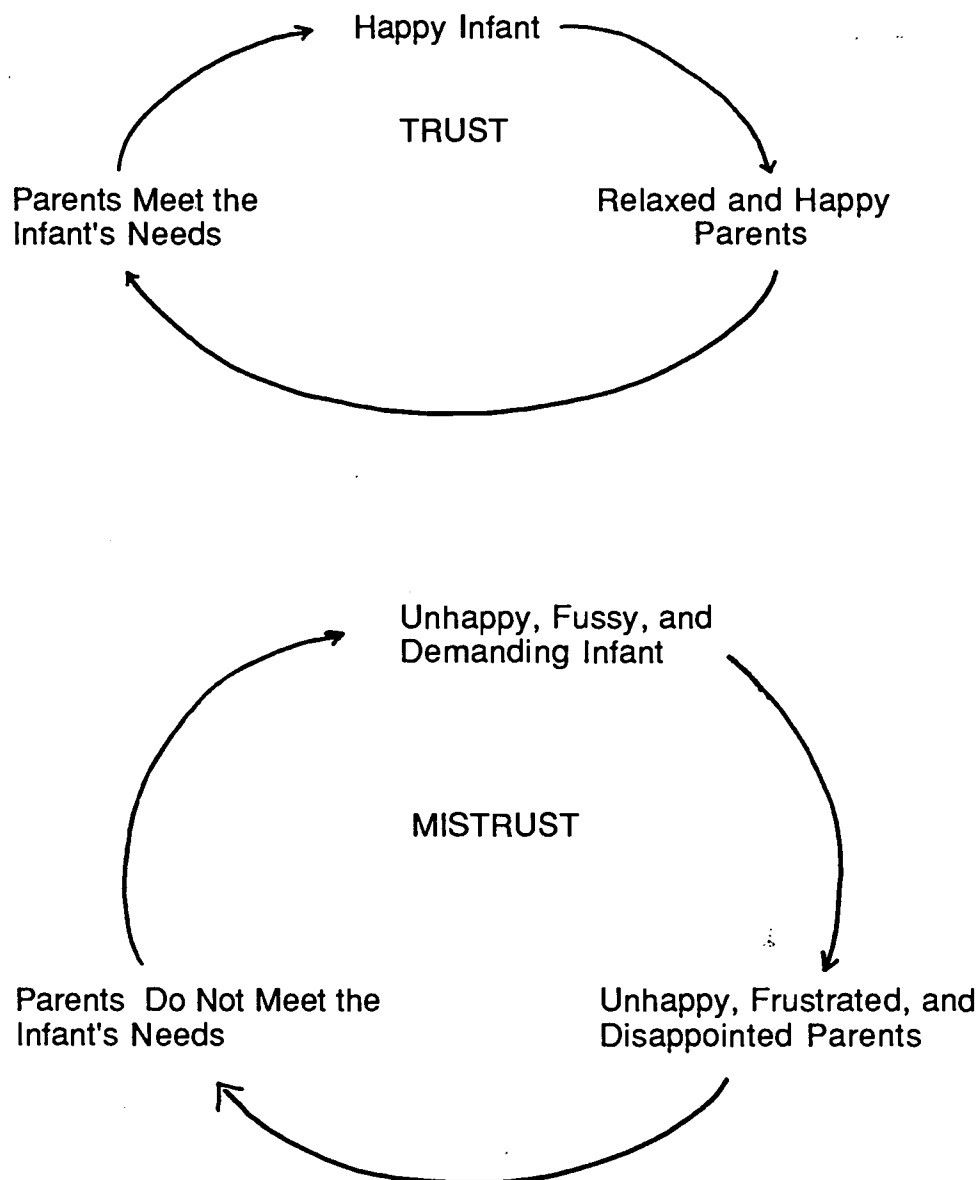 Happy Infant
TRUST
Parents Meet the
Infant's Needs
Relaxed and Happy
Parents
Unhappy, Fussy, and
Demanding Infant
MISTRUST
Parents Do Not Meet the
Infant's Needs
Unhappy, Frustrated, and
Disappointed Parents